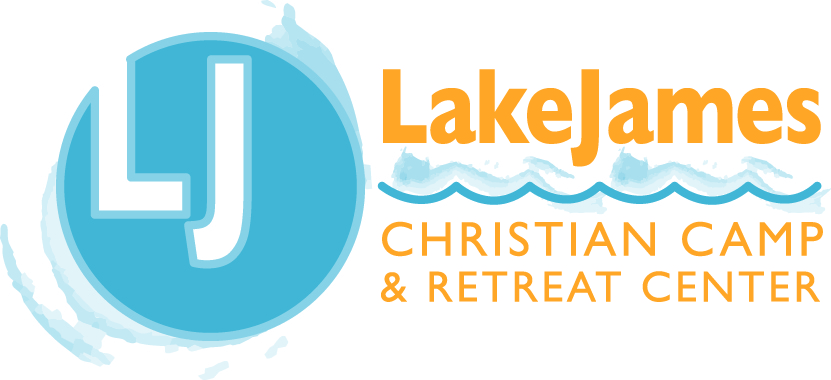 LJ
LakeJames
CHRISTIAN CAMP
& RETREAT CENTER